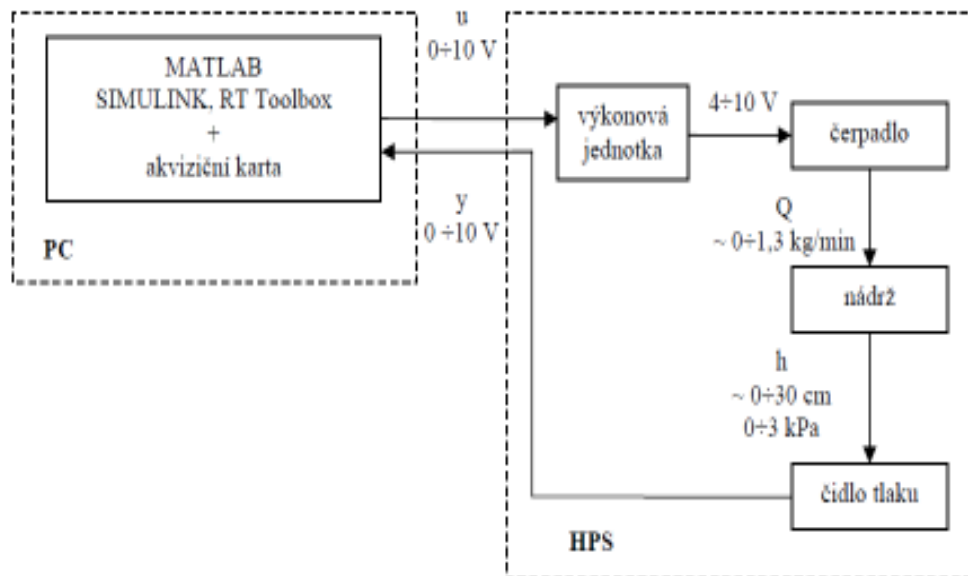 u
0÷10 V
MATLAB
SIMULINK, RT Toolbox
+
akviziční karta
y
0 ÷10 V
PC
výkonová
jednotka
4÷10 V
čerpadlo
Q
~ 0÷1,3 kg/min
nádrž
h
~ 0÷30 cm
0÷3 kPa
čidlo tlaku
HPS